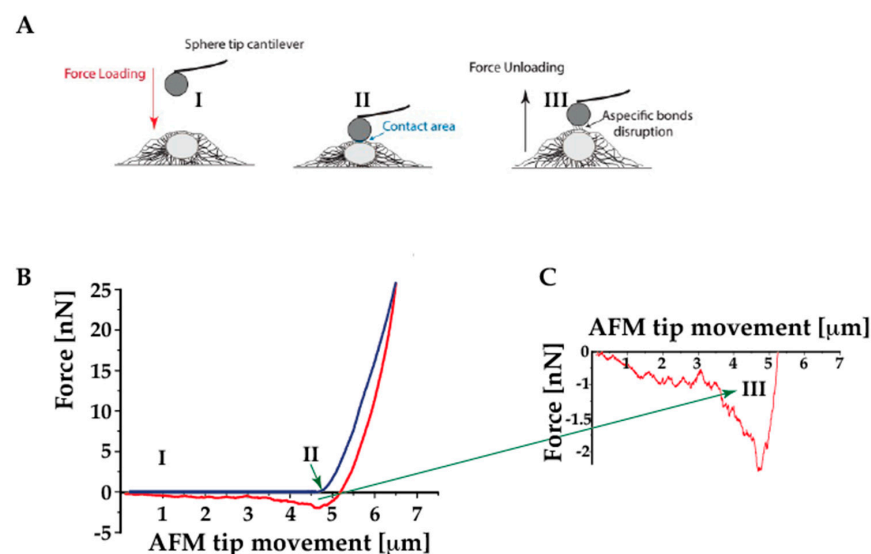 A
Sphere tip cantilever
Force Loading
I
II
Contact area
Force Unloading
III
Aspecific bonds
disruption
B
Force [nN]
25
20
15
10
5
0
-5
I
II
1 2 3 4 5 6 7
AFM tip movement [µm]
C
AFM tip movement [µm]
Force [nN]
0
-1
-1.5
-2
1 2 3 4 5 6 7
III